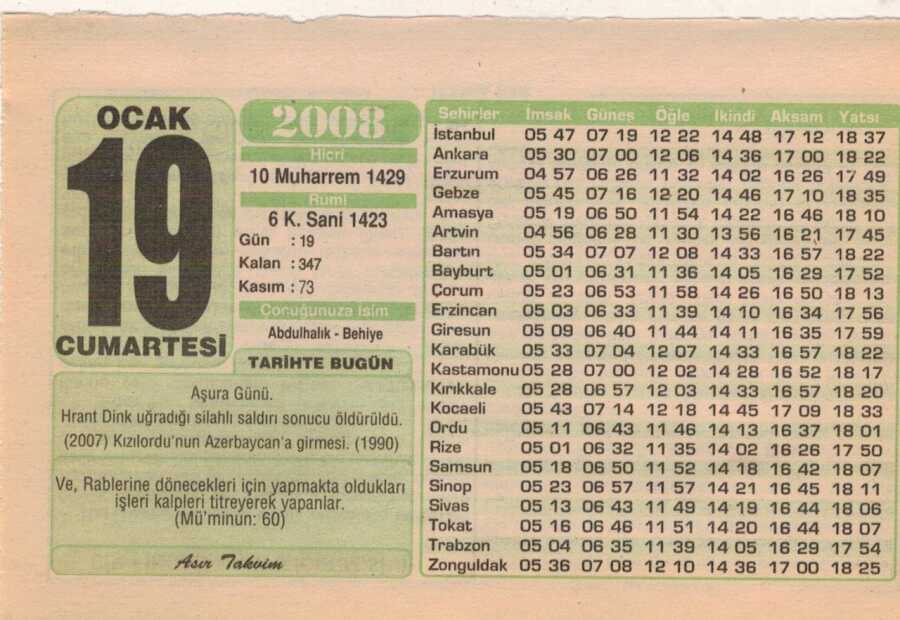 OCAK
19
CUMARTESİ
2008
Hicri
10 Muharrem 1429
Rumi
6 K. Sani 1423
Gün : 19
Kalan : 347
Kasım : 73
Çocuğunuza İsim
Abdulhalık - Behiye
TARİHTE BUGÜN
Aşura Günü.
Hrant Dink uğradığı silahlı saldırı sonucu öldürüldü.
(2007) Kızılordu'nun Azerbaycan'a girmesi. (1990)
Ve, Rablerine dönecekleri için yapmakta oldukları
işleri kalpleri titreyerek yapanlar.
(Mü'minun: 60)
Asır Takvim
Şehirler İmsak Güneş Öğle İkindi Akşam Yatsı
İstanbul 05 47 07 19 12 22 14 48 17 12 18 37
Ankara 05 30 07 00 12 06 14 36 17 00 18 22
Erzurum 04 57 06 26 11 32 14 02 16 26 17 49
Gebze 05 45 07 16 12 20 14 46 17 10 18 35
Amasya 05 19 06 50 11 54 14 22 16 46 18 10
Artvin 04 56 06 28 11 30 13 56 16 21 17 45
Bartın 05 34 07 07 12 08 14 33 16 57 18 22
Bayburt 05 01 06 31 11 36 14 05 16 29 17 52
Çorum 05 23 06 53 11 58 14 26 16 50 18 13
Erzincan 05 03 06 33 11 39 14 10 16 34 17 56
Giresun 05 09 06 40 11 44 14 11 16 35 17 59
Karabük 05 33 07 04 12 07 14 33 16 57 18 22
Kastamonu 05 28 07 00 12 02 14 28 16 52 18 17
Kırıkkale 05 28 06 57 12 03 14 33 16 57 18 20
Kocaeli 05 43 07 14 12 18 14 45 17 09 18 33
Ordu 05 11 06 43 11 46 14 13 16 37 18 01
Rize 05 01 06 32 11 35 14 02 16 26 17 50
Samsun 05 18 06 50 11 52 14 18 16 42 18 07
Sinop 05 23 06 57 11 57 14 21 16 45 18 11
Sivas 05 13 06 43 11 49 14 19 16 44 18 06
Tokat 05 16 06 46 11 51 14 20 16 44 18 07
Trabzon 05 04 06 35 11 39 14 05 16 29 17 54
Zonguldak 05 36 07 08 12 10 14 36 17 00 18 25